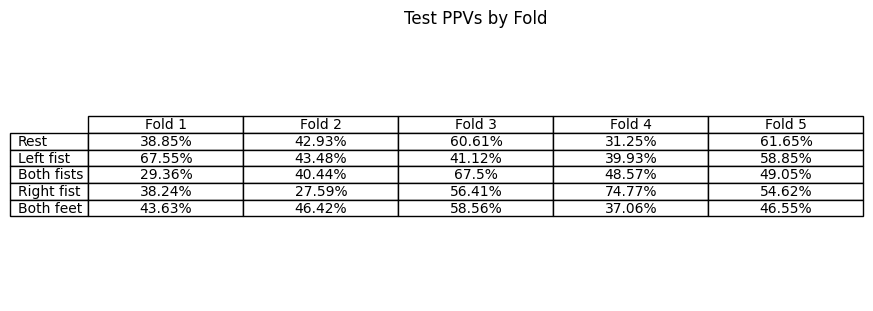 Test PPVs by Fold
Fold 1 Fold 2 Fold 3 Fold 4 Fold 5
Rest 38.85% 42.93% 60.61% 31.25% 61.65%
Left fist 67.55% 43.48% 41.12% 39.93% 58.85%
Both fists 29.36% 40.44% 67.5% 48.57% 49.05%
Right fist 38.24% 27.59% 56.41% 74.77% 54.62%
Both feet 43.63% 46.42% 58.56% 37.06% 46.55%